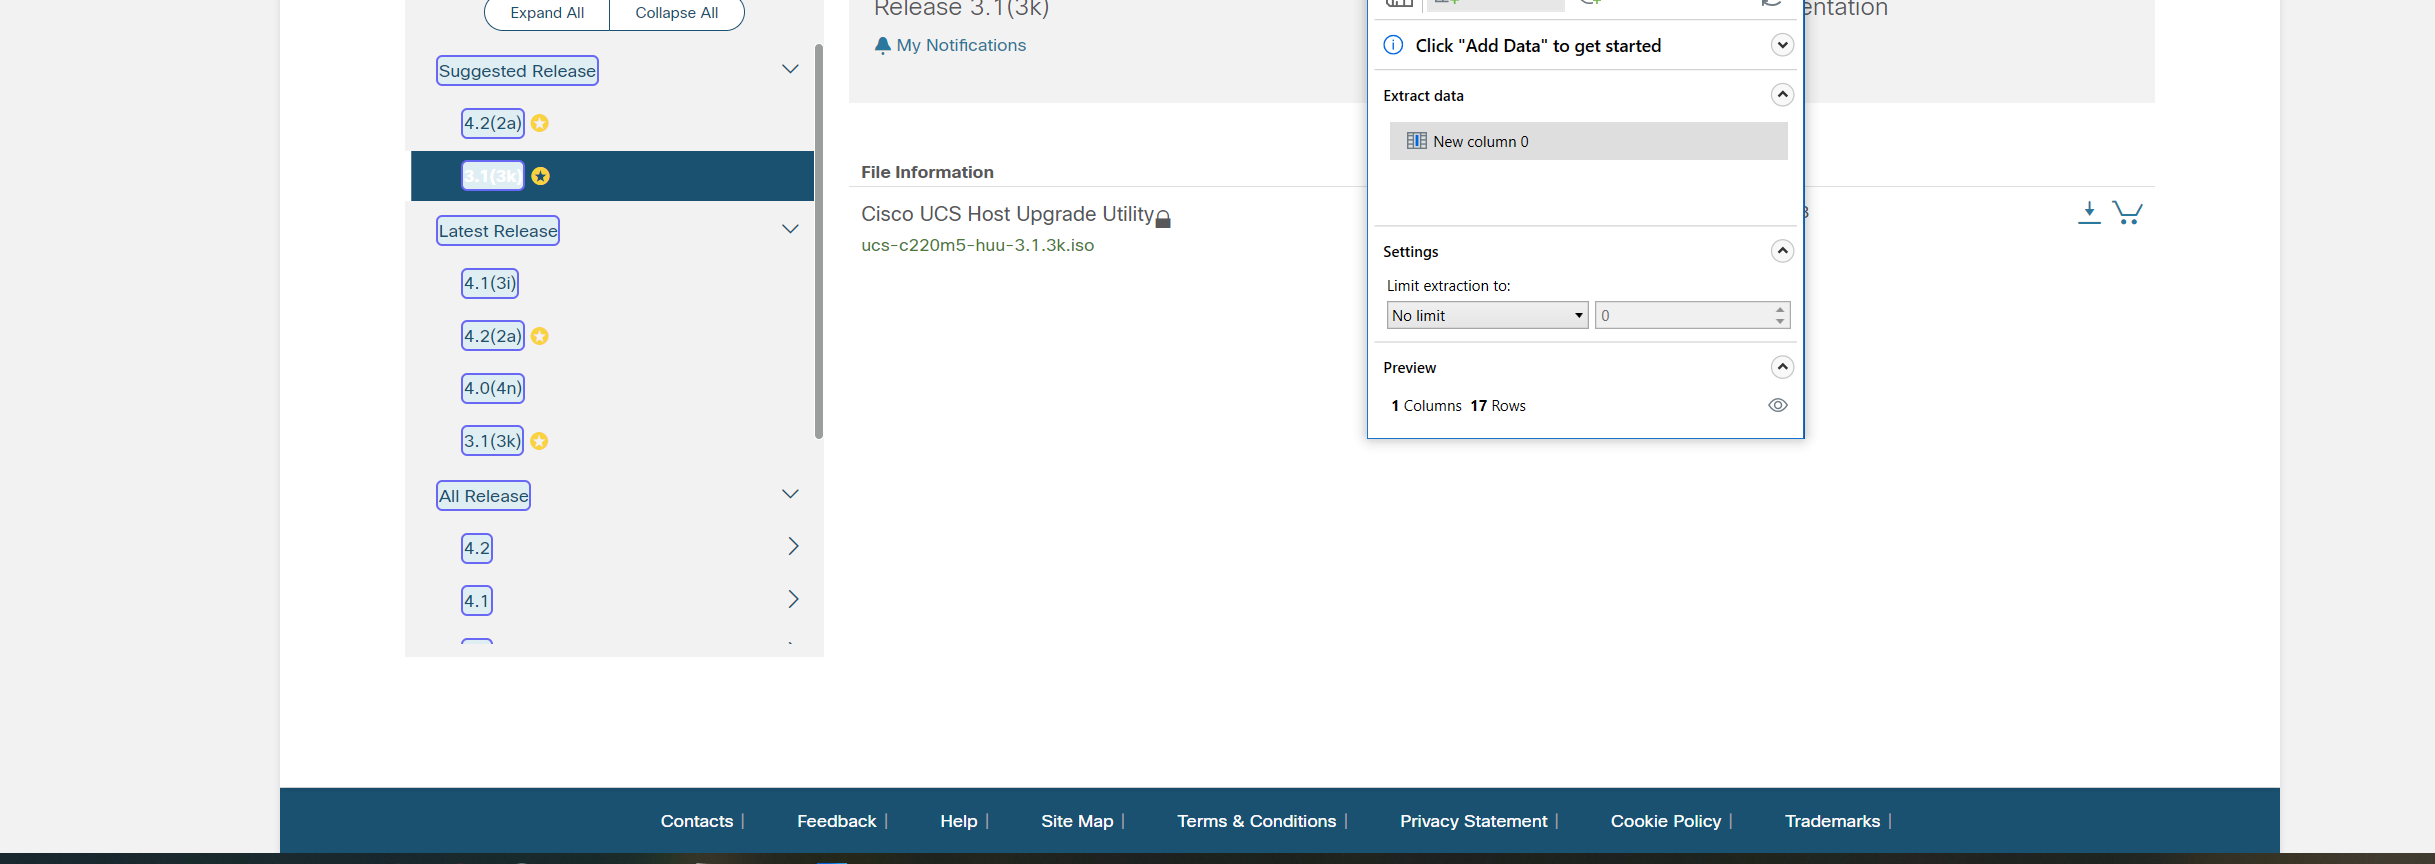 Expand All
Collapse All
Suggested Release
4.2(2a)
3.1(3k)
Latest Release
4.1(3i)
4.2(2a)
4.0(4n)
3.1(3k)
All Release
4.2
4.1
Release 3.1(3k)
My Notifications
File Information
Cisco UCS Host Upgrade Utility
ucs-c220m5-huu-3.1.3k.iso
Click "Add Data" to get started
Extract data
New column 0
Settings
Limit extraction to:
No limit
0
Preview
1 Columns 17 Rows
entation
Contacts |
Feedback |
Help |
Site Map |
Terms & Conditions |
Privacy Statement |
Cookie Policy |
Trademarks |